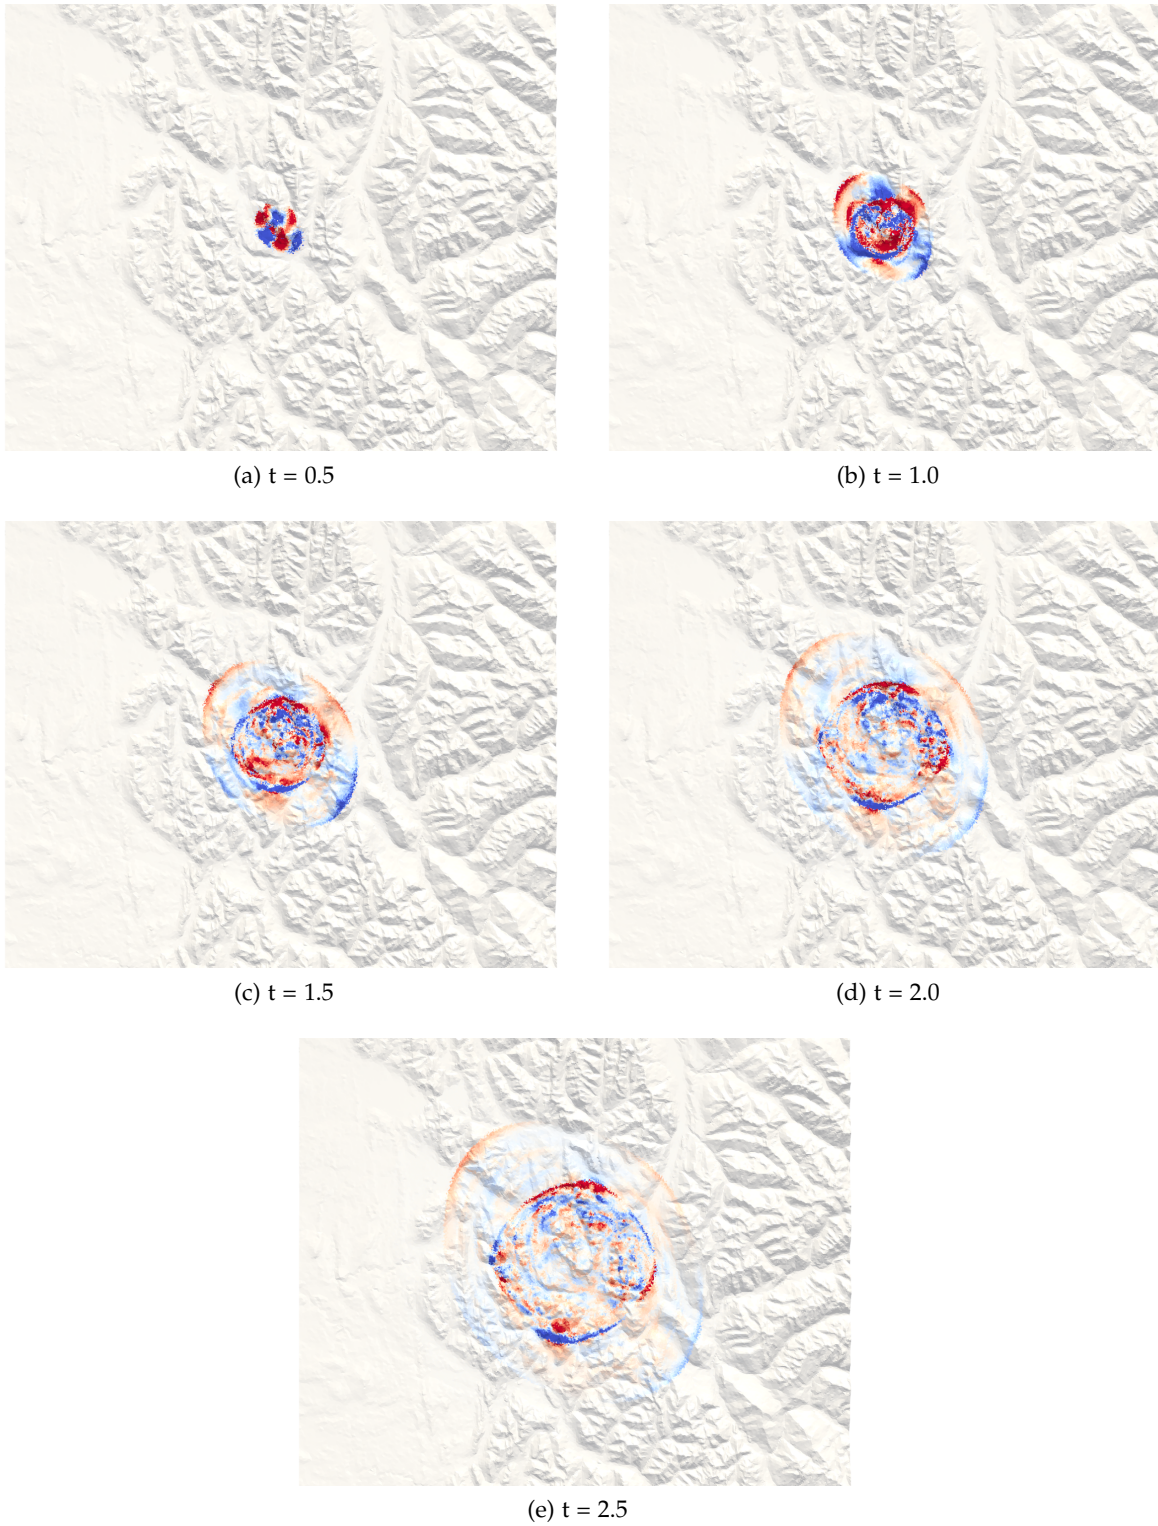 (a) t = 0.5
(b) t = 1.0
(c) t = 1.5
(d) t = 2.0
(e) t = 2.5